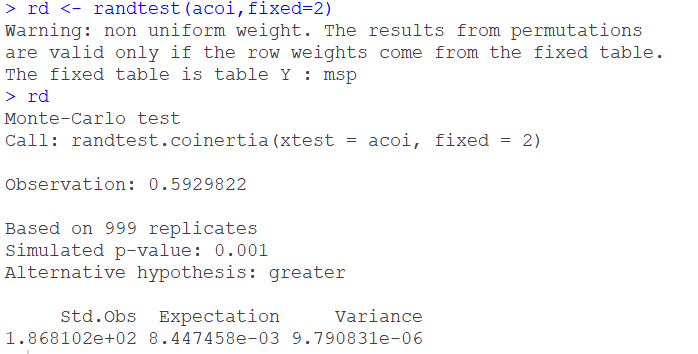 > rd <- randtest(acoi,fixed=2)
Warning: non uniform weight. The results from permutations
are valid only if the row weights come from the fixed table.
The fixed table is table Y : msp
> rd
Monte-Carlo test
Call: randtest.coinertia(xtest = acoi, fixed = 2)
Observation: 0.5929822
Based on 999 replicates
Simulated p-value: 0.001
Alternative hypothesis: greater
Std.Obs Expectation Variance
1.868102e+02 8.447458e-03 9.790831e-06